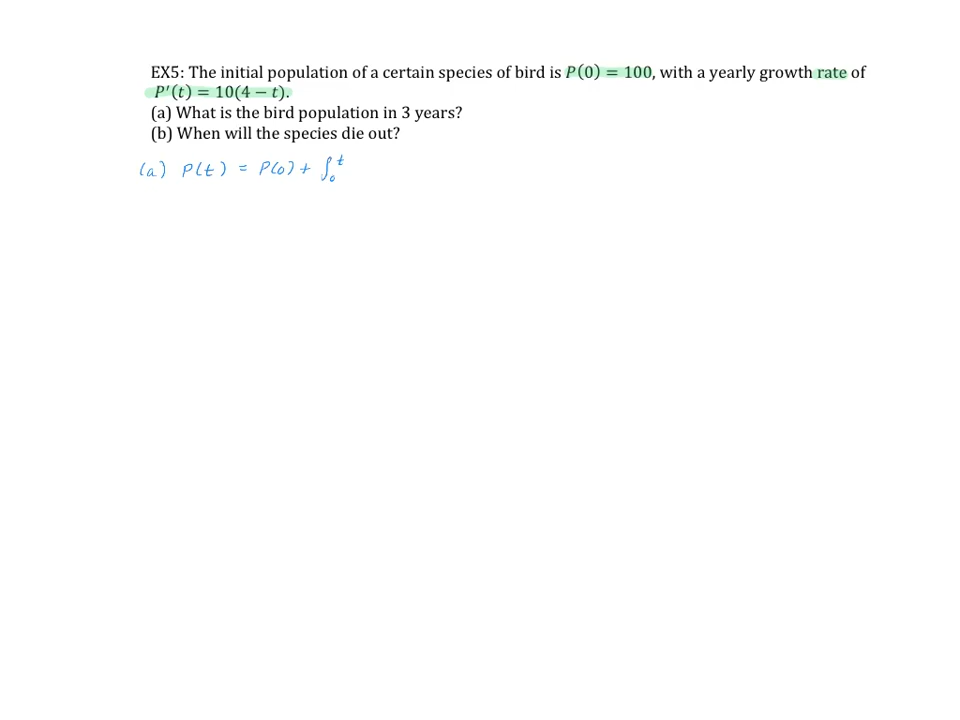 EX5: The initial population of a certain species of bird is P(0) = 100, with a yearly growth rate of
P′(t) = 10(4 − t).
(a) What is the bird population in 3 years?
(b) When will the species die out?
(a) P(t) = P(0) + ∫₀ᵗ